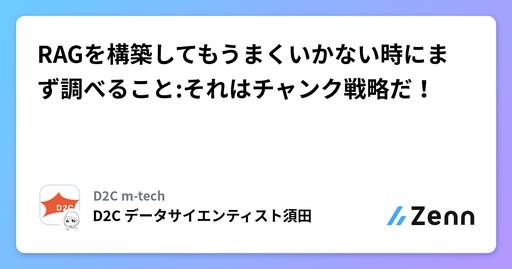 RAGを構築してもうまくいかない時にま
ず調べること:それはチャンク戦略だ！
D2C
D2C m-tech
D2C データサイエンティスト須田
Zenn